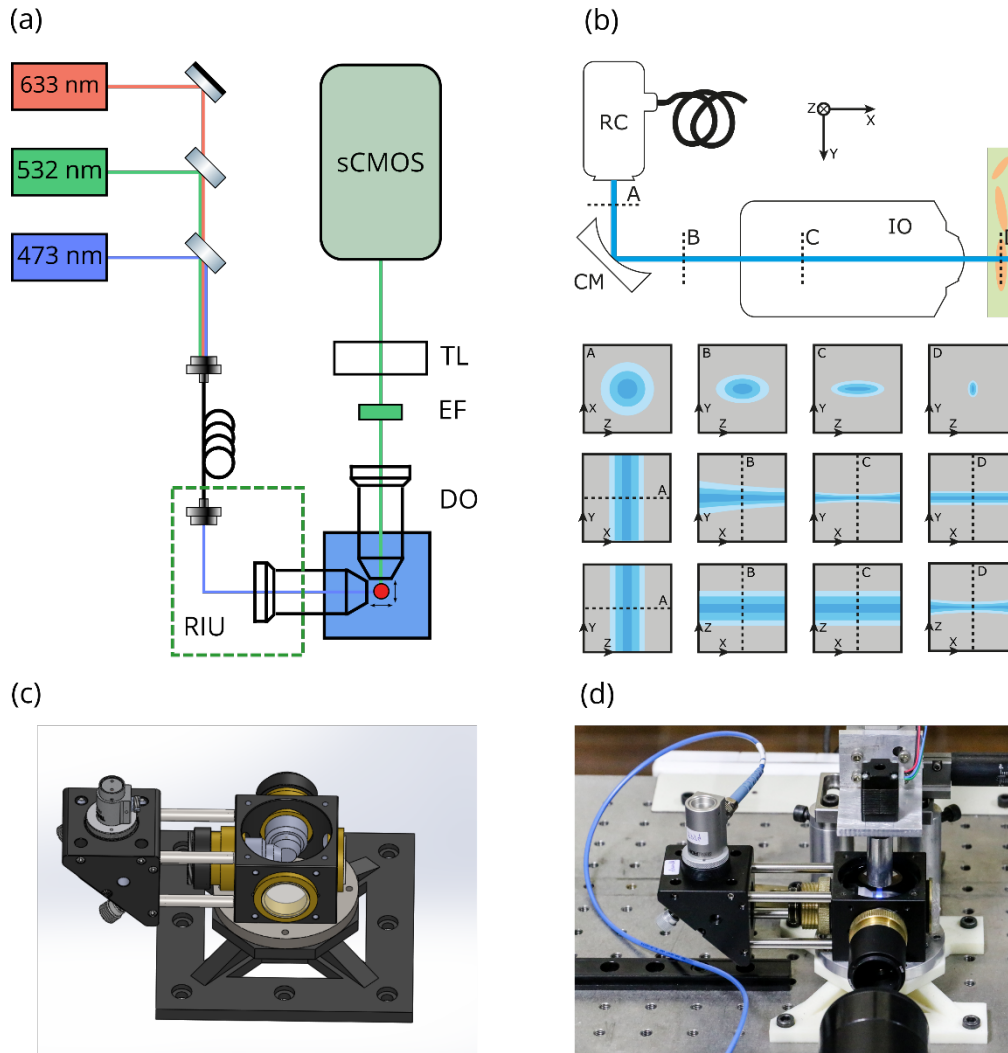 (a)
633 nm
532 nm
473 nm
sCMOS
TL
EF
DO
RIU
(b)
RC
Z X
Y
A
B
C
IO
CM
A
X
Z
B
Y
Z
C
Y
Z
D
Y
Z
A
Y
X
B
Y
X
C
Y
X
D
Y
X
A
Y
X
B
Z
X
C
Z
X
D
Z
X
(c)
(d)